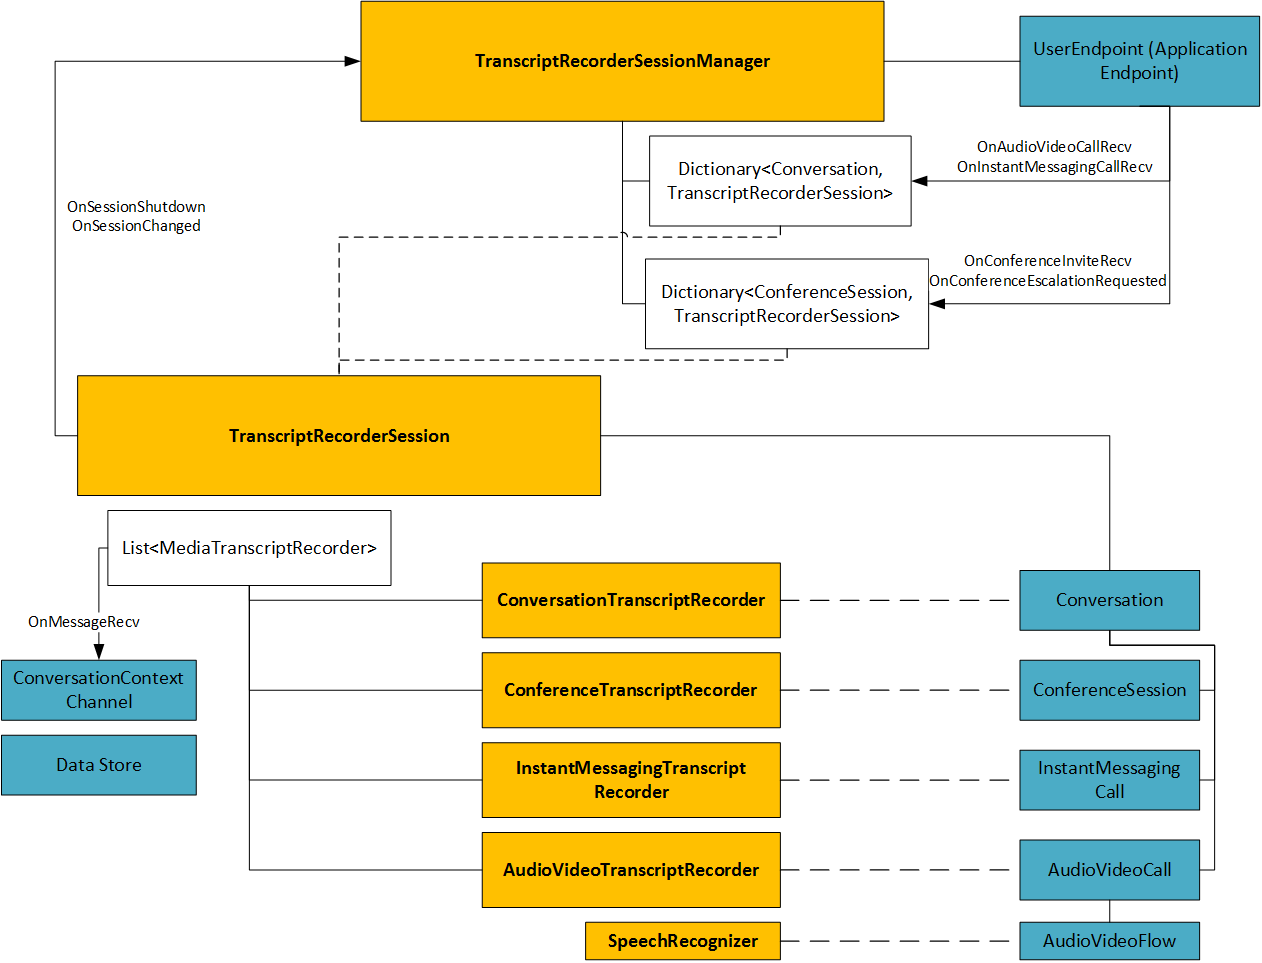 TranscriptRecorderSessionManager
UserEndpoint (Application
Endpoint)
OnAudioVideoCallRecv
OnInstantMessagingCallRecv
Dictionary<Conversation,
TranscriptRecorderSession>
OnSessionShutdown
OnSessionChanged
OnConferenceInviteRecv
OnConferenceEscalationRequested
Dictionary<ConferenceSession,
TranscriptRecorderSession>
TranscriptRecorderSession
List<MediaTranscriptRecorder>
ConversationTranscriptRecorder
Conversation
OnMessageRecv
ConversationContext
Channel
ConferenceTranscriptRecorder
ConferenceSession
Data Store
InstantMessagingTranscript
Recorder
InstantMessaging
Call
AudioVideoTranscriptRecorder
AudioVideoCall
SpeechRecognizer
AudioVideoFlow